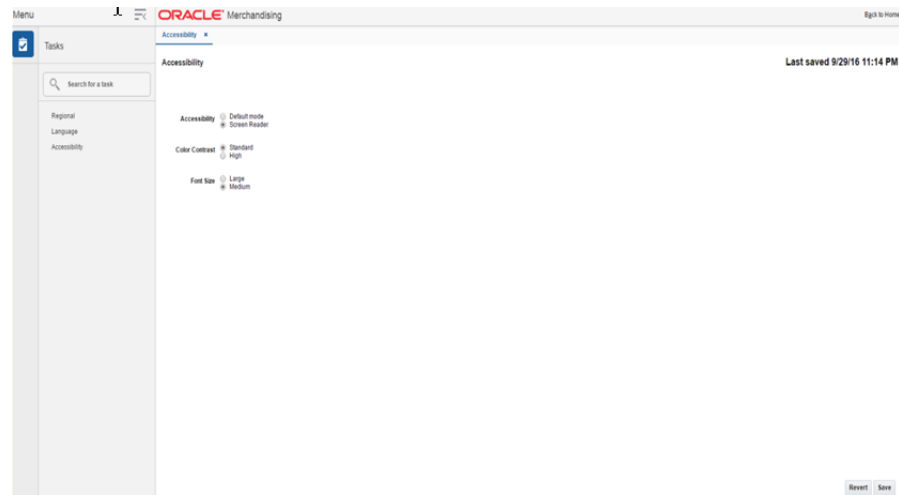 Menu
ORACLE Merchandising
Back to Home
Tasks
Accessibility ×
Accessibility
Last saved 9/29/16 11:14 PM
Search for a task
Regional
Language
Accessibility
Accessibility
Default mode
Screen Reader
Color Contrast
Standard
High
Font Size
Large
Medium
Revert
Save